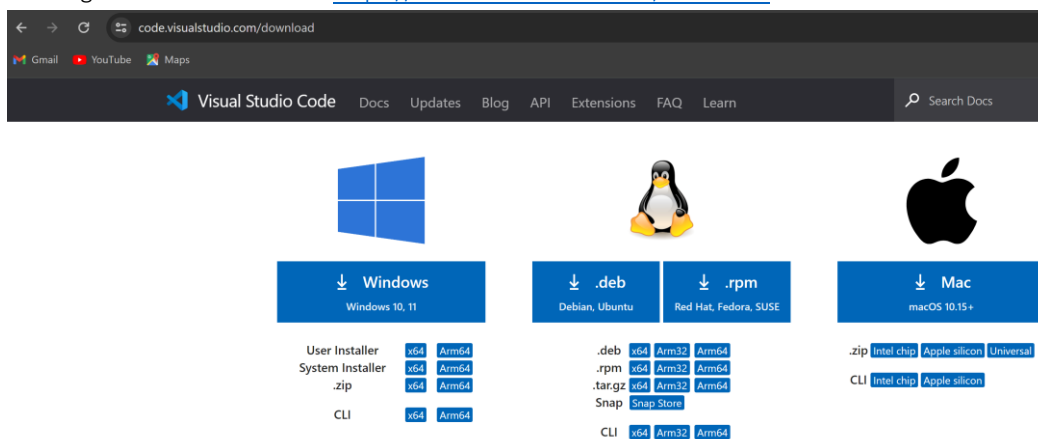 code.visualstudio.com/download
Gmail YouTube Maps
Visual Studio Code Docs Updates Blog API Extensions FAQ Learn Search Docs
Windows
Windows 10, 11
.deb
Debian, Ubuntu
.rpm
Red Hat, Fedora, SUSE
Mac
macOS 10.15+
User Installer x64 Arm64
System Installer x64 Arm64
.zip x64 Arm64
CLI x64 Arm64
.deb x64 Arm32 Arm64
.rpm x64 Arm32 Arm64
.tar.gz x64 Arm32 Arm64
Snap Snap Store
CLI x64 Arm32 Arm64
.zip Intel chip Apple silicon Universal
CLI Intel chip Apple silicon